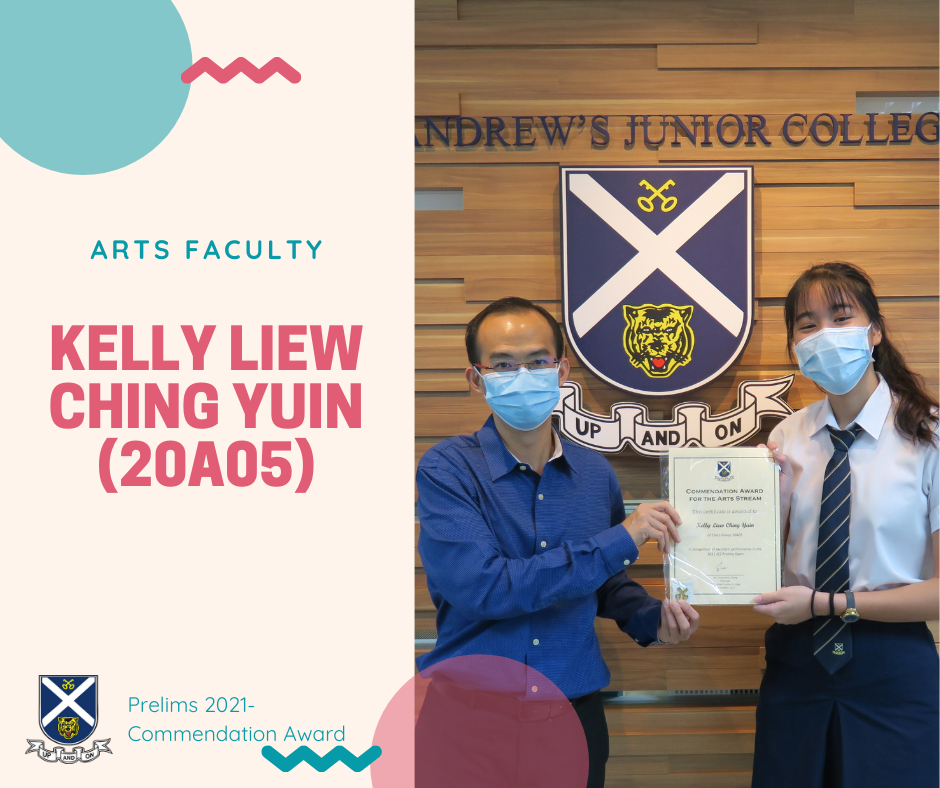 ARTS FACULTY
KELLY LIEW
CHING YUIN
(20A05)
Prelims 2021-
Commendation Award
UP AND ON
ANDREW'S JUNIOR COLLEG
UP AND ON
COMMENDATION AWARD
FOR THE ARTS STREAM
This certificate is awarded to
Kelly Liew Ching Yuin